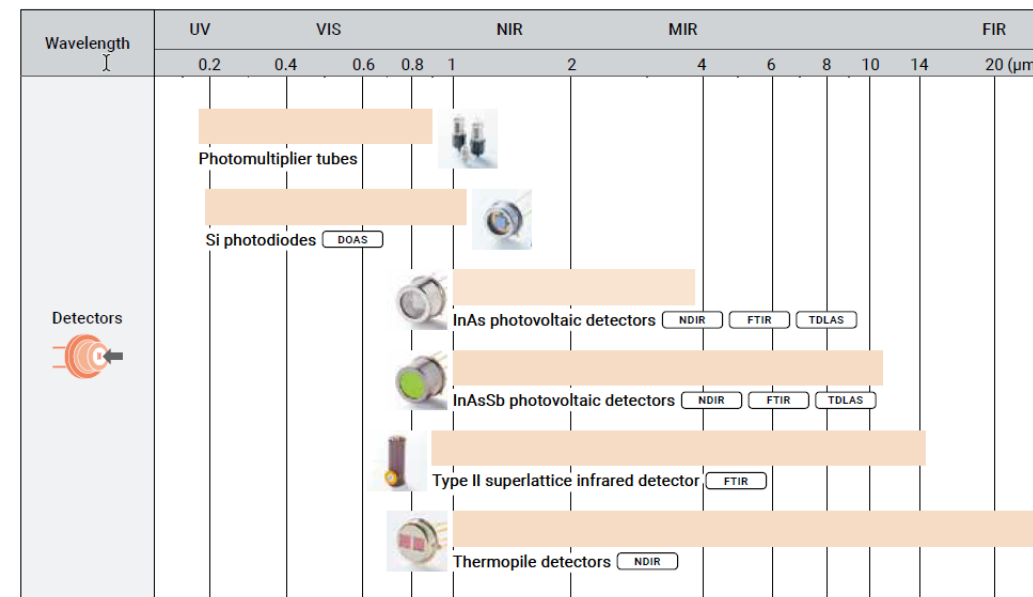 Wavelength
UV VIS NIR MIR FIR
0.2 0.4 0.6 0.8 1 2 4 6 8 10 14 20 (μm
Photomultiplier tubes
Si photodiodes DOAS
Detectors
InAs photovoltaic detectors NDIR FTIR TDLAS
InAsSb photovoltaic detectors NDIR FTIR TDLAS
Type II superlattice infrared detector FTIR
Thermopile detectors NDIR